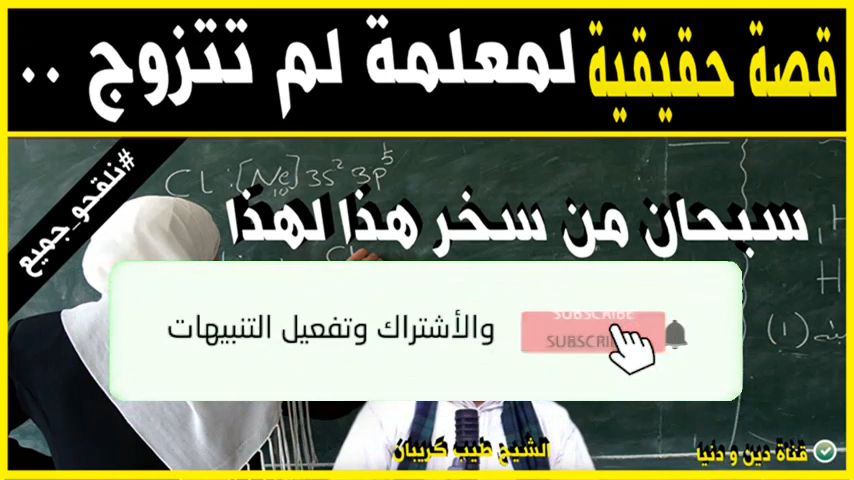 قصة حقيقية لمعلمة لم تتزوج ..
#نلقحو_جميع
Cl : [Ne] 3s² 3p⁵
سبحان من سخر هذا لهذا
والأشتراك وتفعيل التنبيهات
SUBSCRIBE
الشيخ طيب كريبان
قناة دين و دنيا